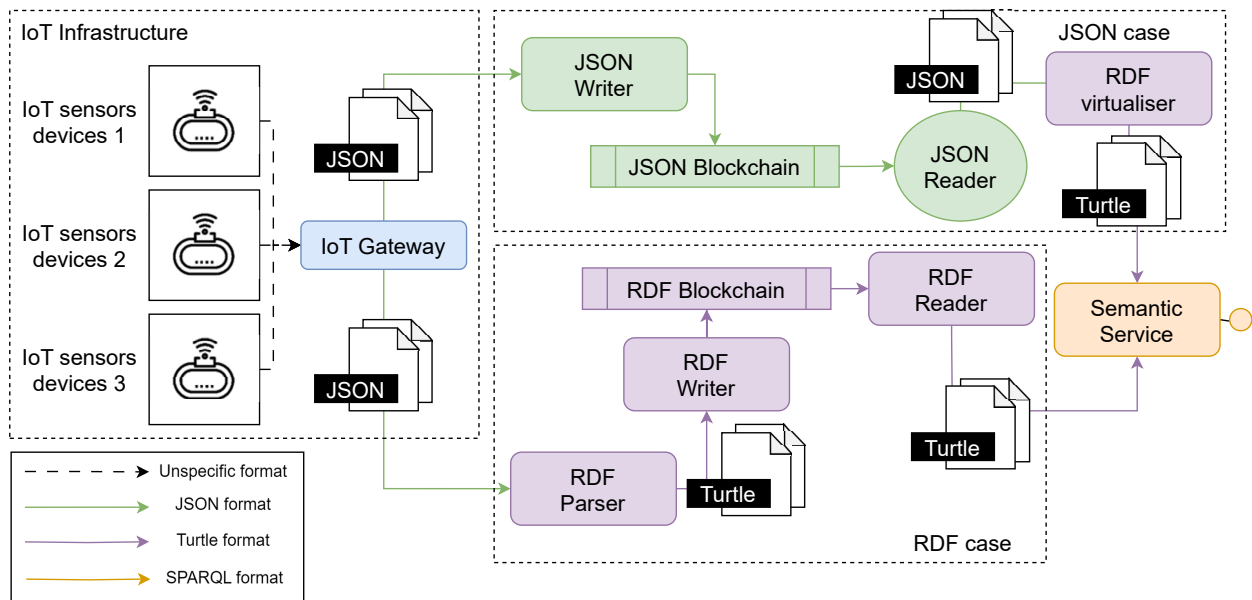 IoT Infrastructure
IoT sensors
devices 1
IoT sensors
devices 2
IoT sensors
devices 3
JSON
IoT Gateway
JSON
JSON case
JSON
Writer
JSON Blockchain
JSON
Reader
JSON
RDF
virtualiser
Turtle
RDF Blockchain
RDF
Reader
RDF
Writer
RDF
Parser
Turtle
Turtle
RDF case
Semantic
Service
Unspecific format
JSON format
Turtle format
SPARQL format